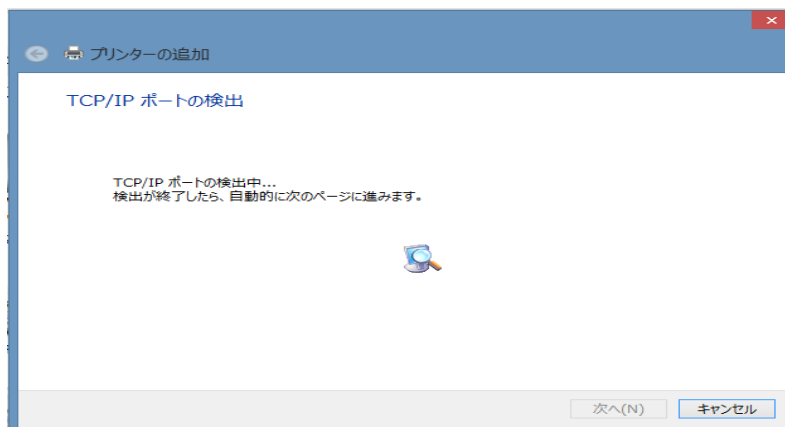 プリンターの追加
TCP/IP ポートの検出
TCP/IP ポートの検出中...
検出が終了したら、自動的に次のページに進みます。
次へ(N)
キャンセル